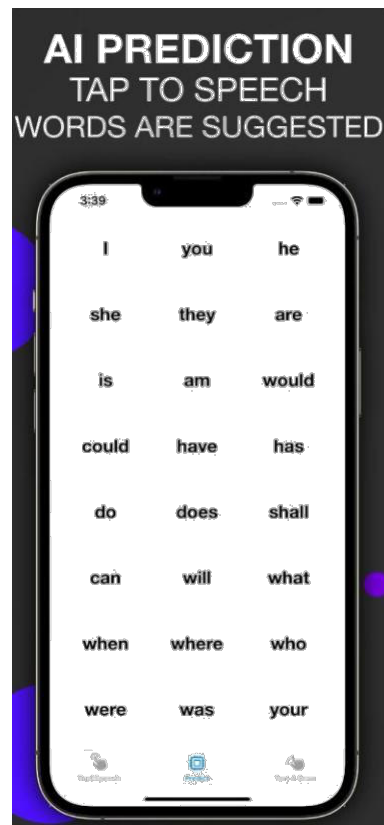 AI PREDICTION
TAP TO SPEECH
WORDS ARE SUGGESTED
3:39
I you he
she they are
is am would
could have has
do does shall
can will what
when where who
were was your